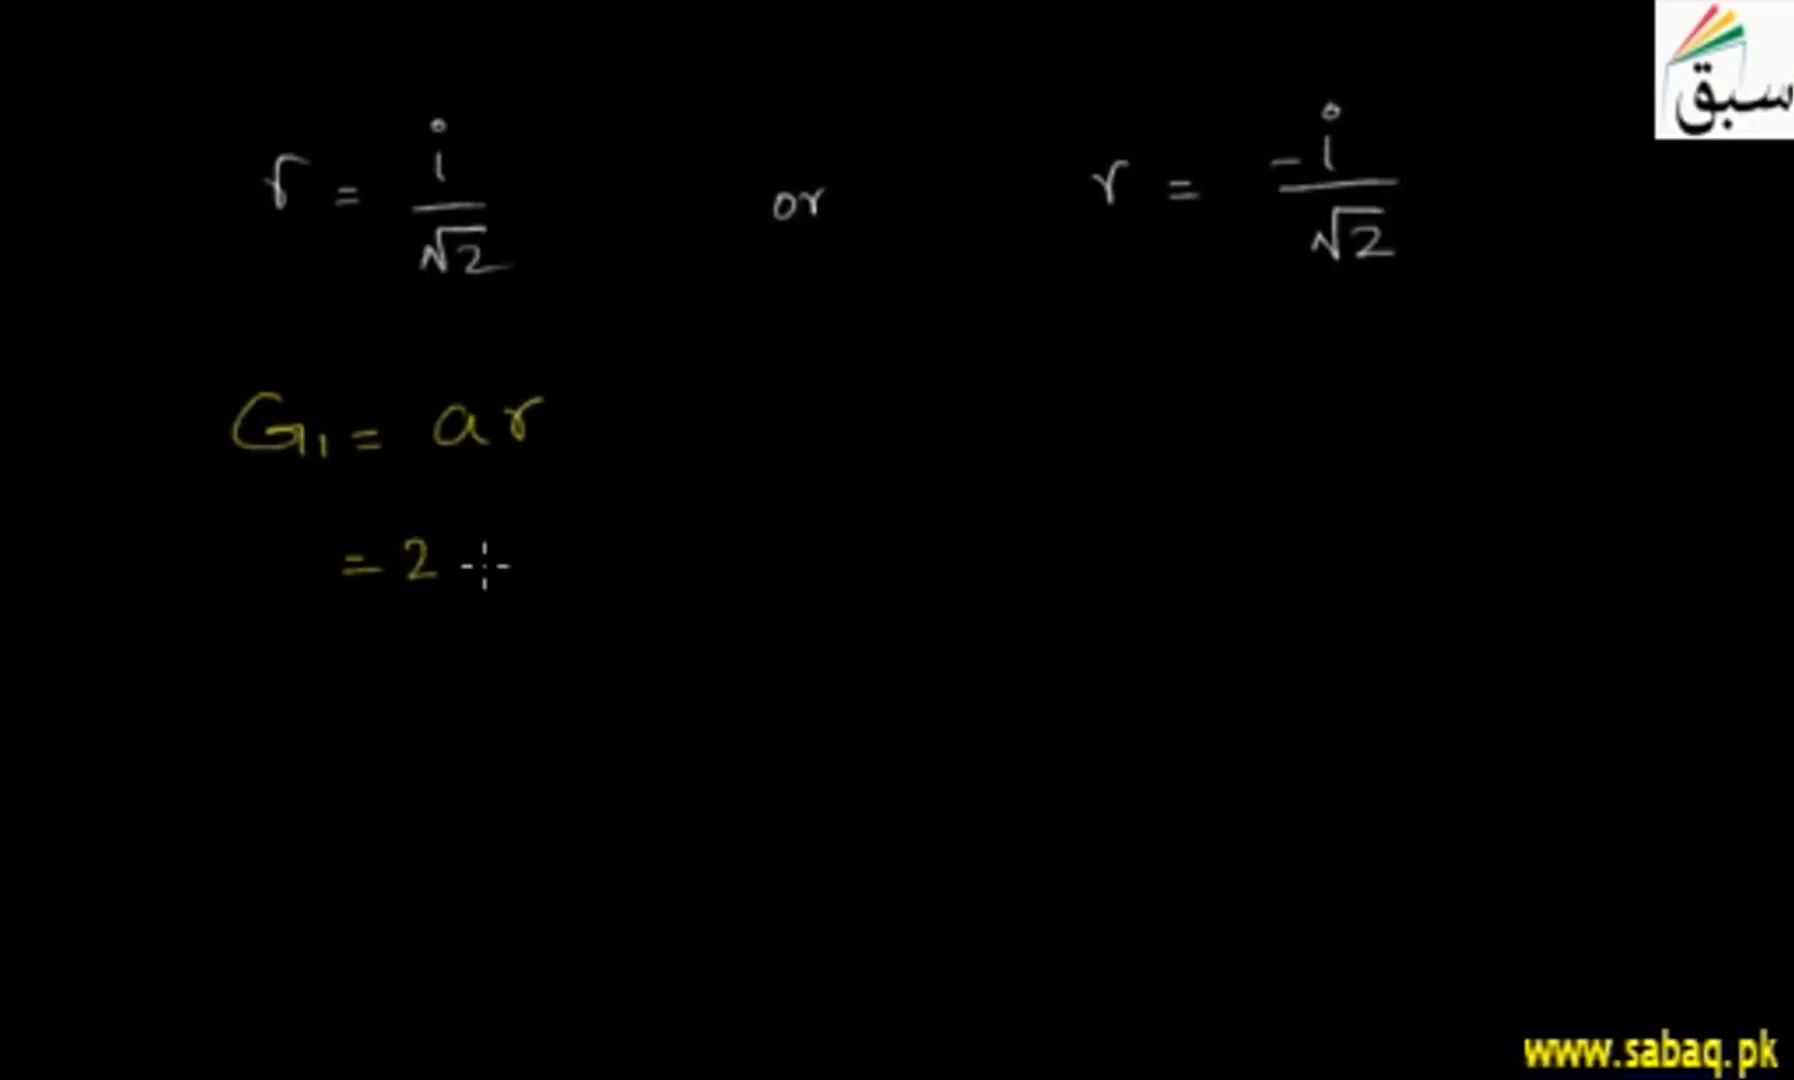 سبق
r = i/√2 or r = -i/√2
G₁ = ar
= 2
www.sabaq.pk